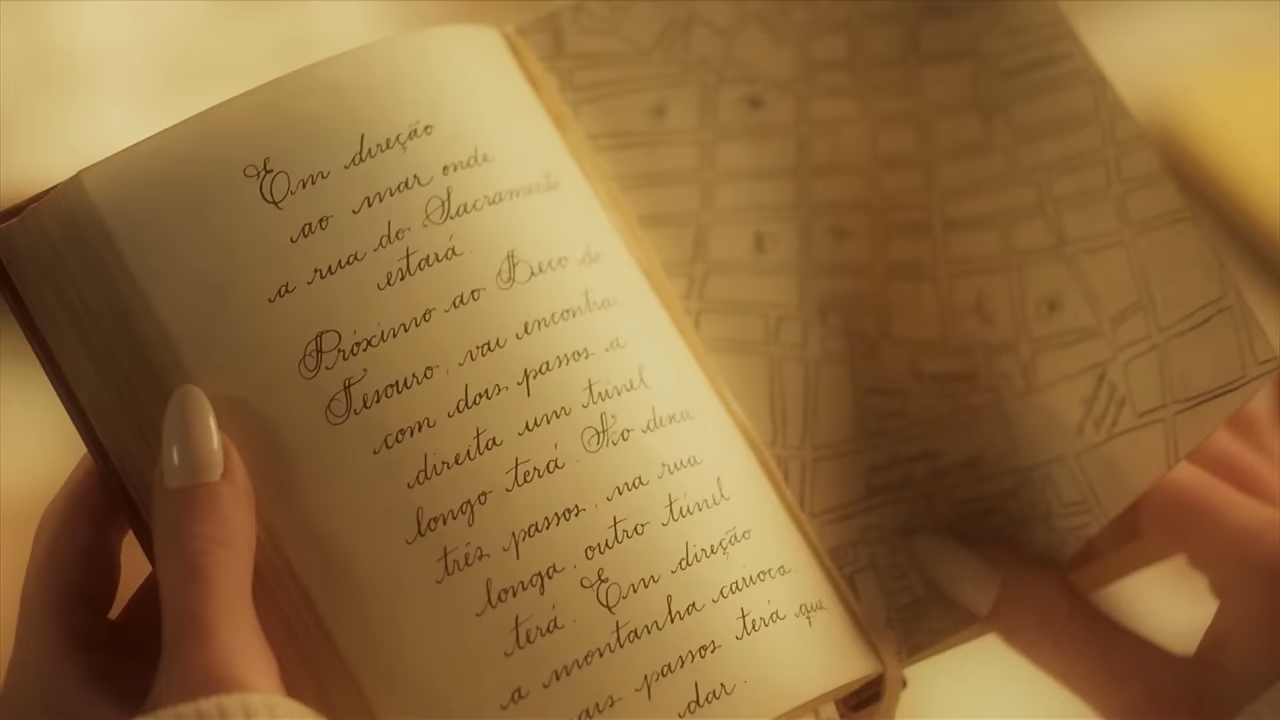 Em direção
ao mar onde
a rua do Sacramento
estará.
Próximo ao Beco do
Tesouro, vai encontrar
com dois passos a
direita um túnel
longo terá. Ao
três passos, na rua
longa, outro túnel
terá. Em direção
a montanha carioca
passos terá que
dar.